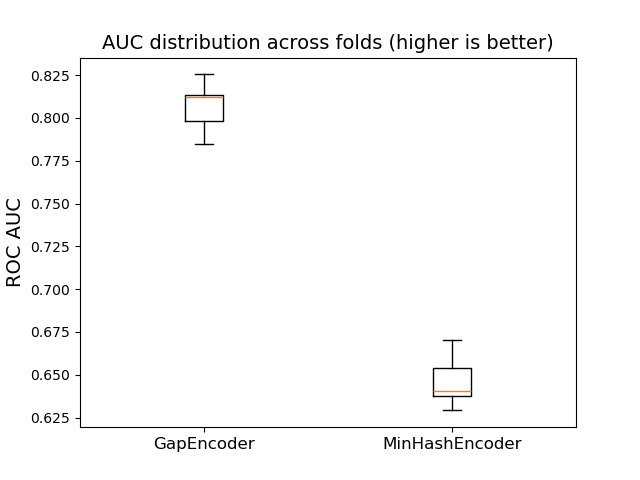 AUC distribution across folds (higher is better)
ROC AUC
0.825
0.800
0.775
0.750
0.725
0.700
0.675
0.650
0.625
GapEncoder
MinHashEncoder